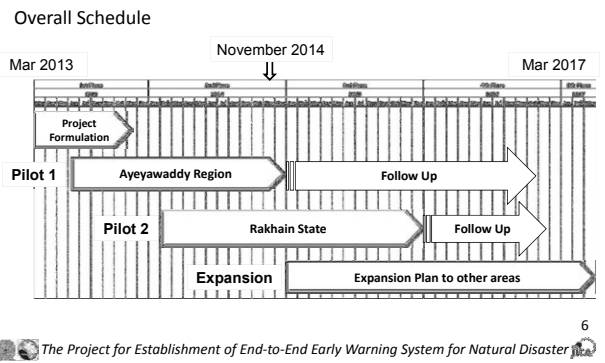 Overall Schedule
November 2014
Mar 2013
Mar 2017
Project
Formulation
Pilot 1
Ayeyawaddy Region
Follow Up
Pilot 2
Rakhain State
Follow Up
Expansion
Expansion Plan to other areas
6
The Project for Establishment of End-to-End Early Warning System for Natural Disaster